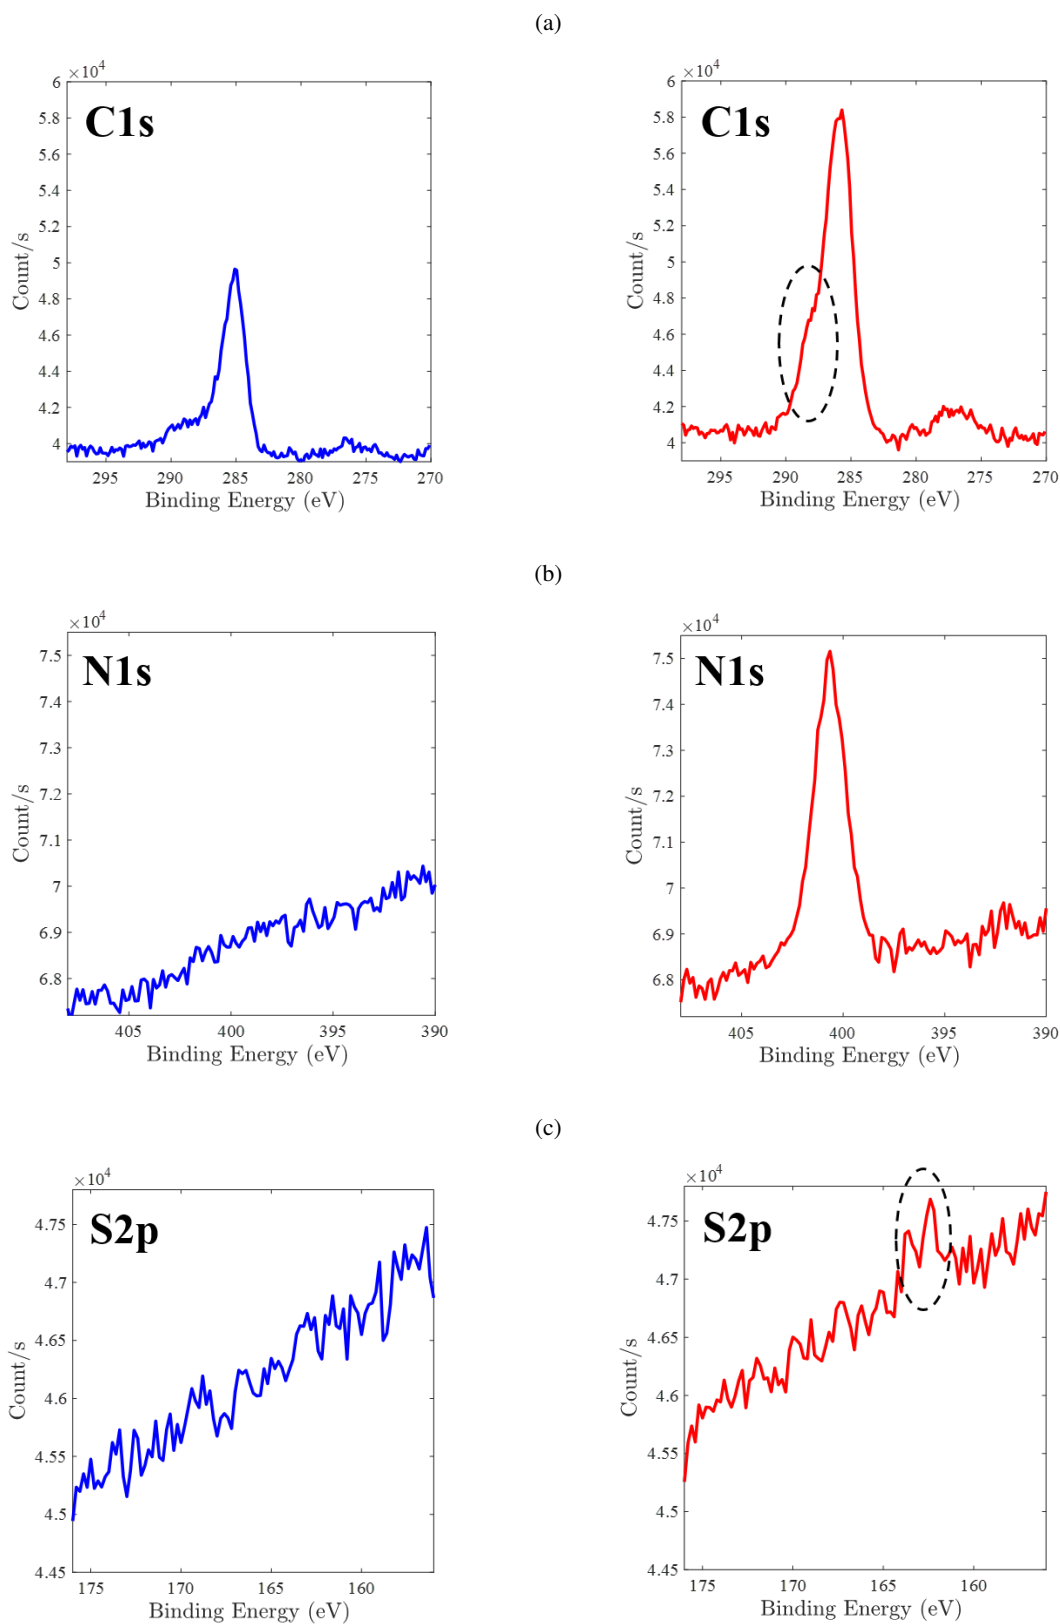 (a)
×10⁴
C1s
6
5.8
5.6
5.4
5.2
5
4.8
4.6
4.4
4.2
4
Count/s
295 290 285 280 275 270
Binding Energy (eV)
×10⁴
C1s
6
5.8
5.6
5.4
5.2
5
4.8
4.6
4.4
4.2
4
Count/s
295 290 285 280 275 270
Binding Energy (eV)
(b)
×10⁴
N1s
7.5
7.4
7.3
7.2
7.1
7
6.9
6.8
Count/s
405 400 395 390
Binding Energy (eV)
×10⁴
N1s
7.5
7.4
7.3
7.2
7.1
7
6.9
6.8
Count/s
405 400 395 390
Binding Energy (eV)
(c)
×10⁴
S2p
4.75
4.7
4.65
4.6
4.55
4.5
4.45
Count/s
175 170 165 160
Binding Energy (eV)
×10⁴
S2p
4.75
4.7
4.65
4.6
4.55
4.5
4.45
Count/s
175 170 165 160
Binding Energy (eV)